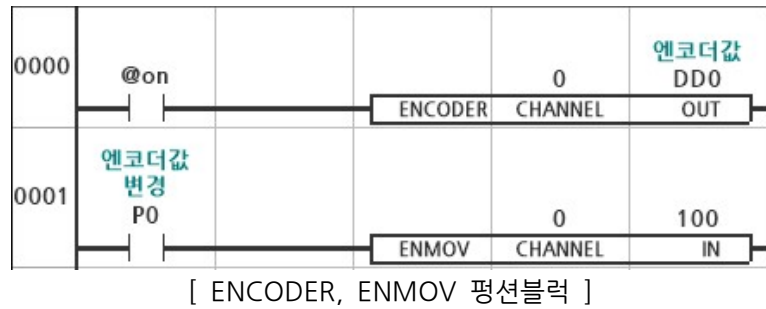 엔코더값
0000 @on 0 DD0
ENCODER CHANNEL OUT
엔코더값
변경
0001 P0 0 100
ENMOV CHANNEL IN
[ ENCODER, ENMOV 펑션블럭 ]